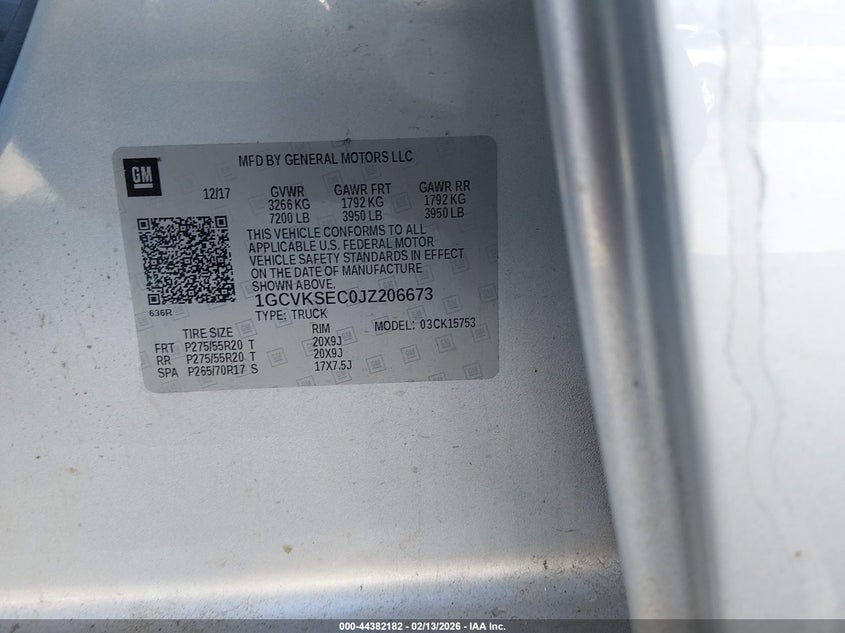 GM
MFD BY GENERAL MOTORS LLC
12/17
GVWR GAWR FRT GAWR RR
3266 KG 1792 KG 1792 KG
7200 LB 3950 LB 3950 LB
THIS VEHICLE CONFORMS TO ALL
APPLICABLE U.S. FEDERAL MOTOR
VEHICLE SAFETY STANDARDS IN EFFECT
ON THE DATE OF MANUFACTURE
SHOWN ABOVE.
1GCVKSEC0JZ206673
636R
TYPE: TRUCK
TIRE SIZE RIM MODEL: 03CK15753
FRT P275/55R20 T 20X9J
RR P275/55R20 T 20X9J
SPA P265/70R17 S 17X7.5J
000-44382182 - 02/13/2026 - IAA Inc.